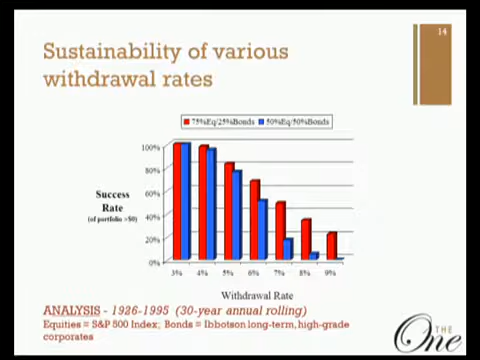 14
Sustainability of various
withdrawal rates
75%Eq/25%Bonds 50%Eq/50%Bonds
100%
80%
60%
40%
20%
0%
Success
Rate
(of portfolio >$0)
3% 4% 5% 6% 7% 8% 9%
Withdrawal Rate
ANALYSIS - 1926-1995 (30-year annual rolling)
Equities = S&P 500 Index; Bonds = Ibbotson long-term, high-grade
corporates
THE
One